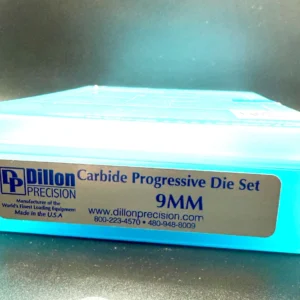 DP Dillon
PRECISION
Manufacturer of the
World's Finest Loading Equipment
Made in the U.S.A
Carbide Progressive Die Set
9MM
www.dillonprecision.com
800-223-4570 • 480-948-8009